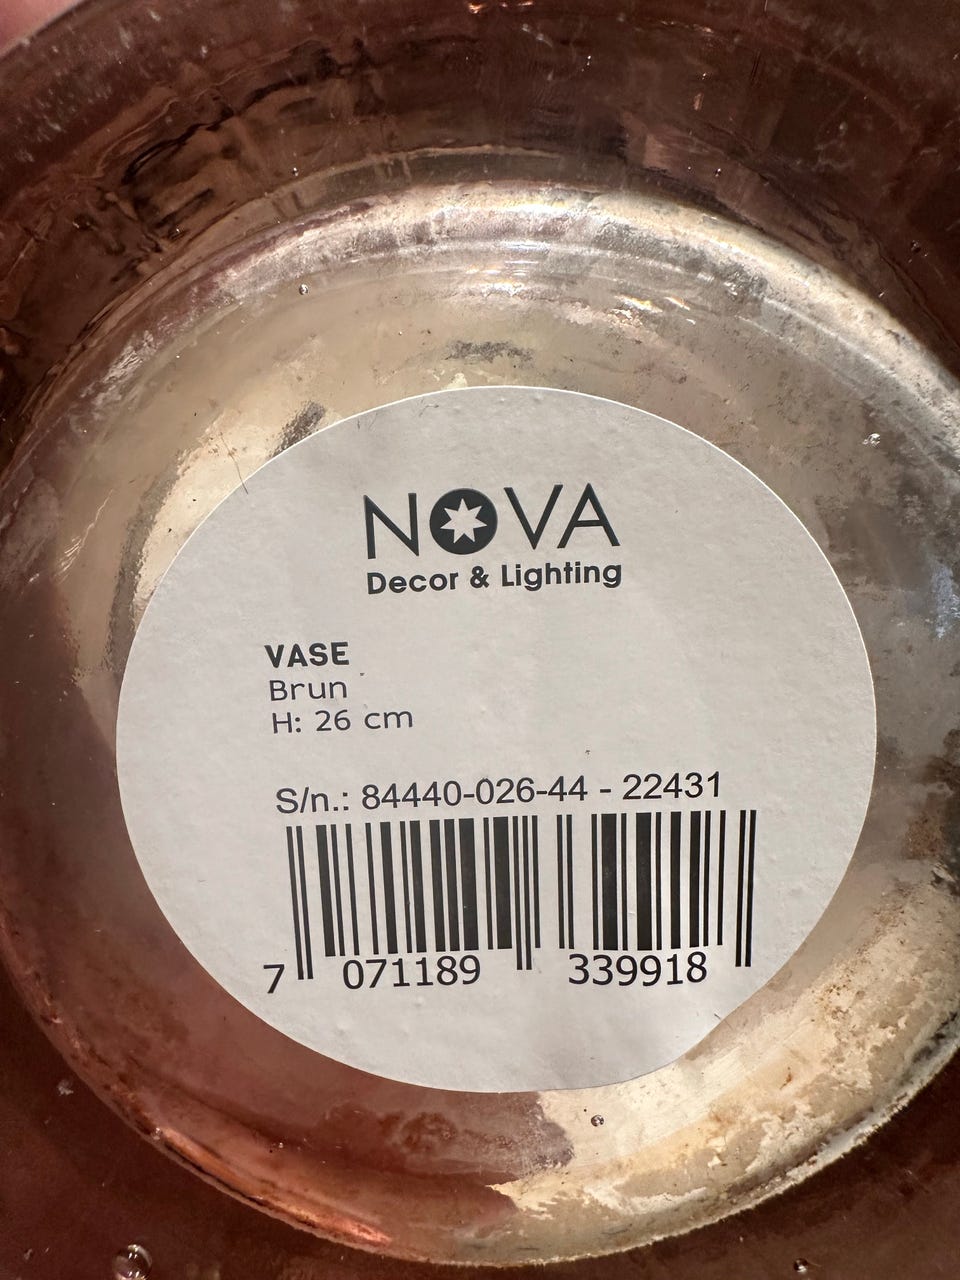 NOVA
Decor & Lighting
VASE
Brun
H: 26 cm
S/n.: 84440-026-44 - 22431
7 071189 339918